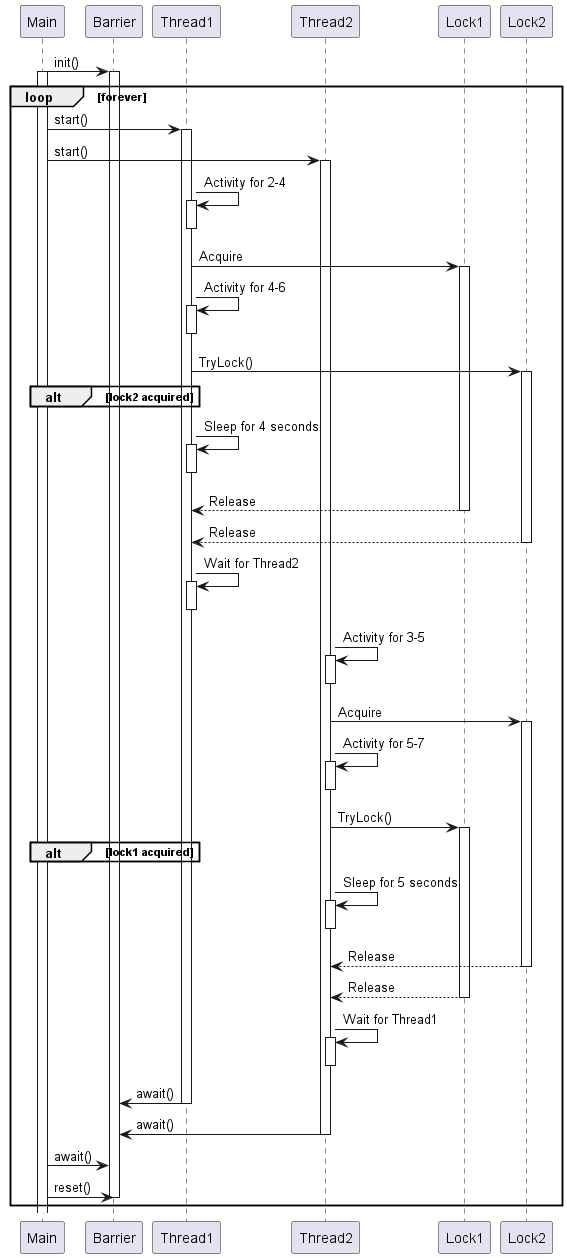 Main Barrier Thread1 Thread2 Lock1 Lock2
init()
loop [forever]
start()
start()
Activity for 2-4
Acquire
Activity for 4-6
TryLock()
alt [lock2 acquired]
Sleep for 4 seconds
Release
Release
Wait for Thread2
Activity for 3-5
Acquire
Activity for 5-7
TryLock()
alt [lock1 acquired]
Sleep for 5 seconds
Release
Release
Wait for Thread1
await()
await()
await()
reset()
Main Barrier Thread1 Thread2 Lock1 Lock2